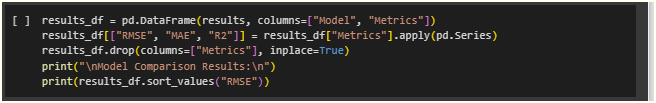 [ ] results_df = pd.DataFrame(results, columns=["Model", "Metrics"])
results_df[["RMSE", "MAE", "R2"]] = results_df["Metrics"].apply(pd.Series)
results_df.drop(columns=["Metrics"], inplace=True)
print("\nModel Comparison Results:\n")
print(results_df.sort_values("RMSE"))